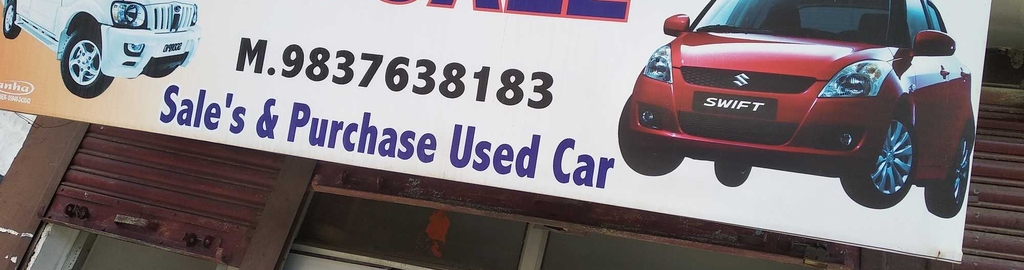 M.9837638183
Sale's & Purchase Used Car
SWIFT